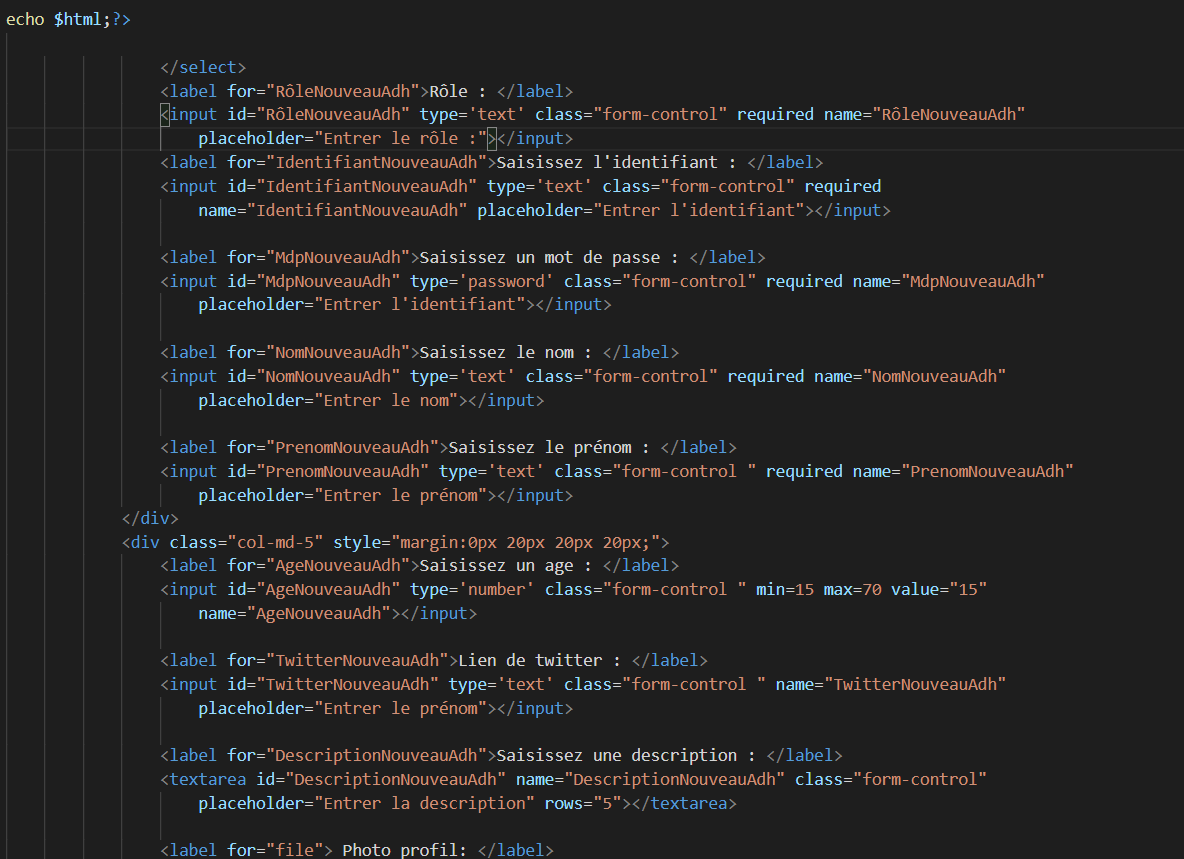 echo $html;?>
</select>
<label for="RôleNouveauAdh">Rôle : </label>
<input id="RôleNouveauAdh" type='text' class="form-control" required name="RôleNouveauAdh"
placeholder="Entrer le rôle :"></input>
<label for="IdentifiantNouveauAdh">Saisissez l'identifiant : </label>
<input id="IdentifiantNouveauAdh" type='text' class="form-control" required
name="IdentifiantNouveauAdh" placeholder="Entrer l'identifiant"></input>
<label for="MdpNouveauAdh">Saisissez un mot de passe : </label>
<input id="MdpNouveauAdh" type='password' class="form-control" required name="MdpNouveauAdh"
placeholder="Entrer l'identifiant"></input>
<label for="NomNouveauAdh">Saisissez le nom : </label>
<input id="NomNouveauAdh" type='text' class="form-control" required name="NomNouveauAdh"
placeholder="Entrer le nom"></input>
<label for="PrenomNouveauAdh">Saisissez le prénom : </label>
<input id="PrenomNouveauAdh" type='text' class="form-control " required name="PrenomNouveauAdh"
placeholder="Entrer le prénom"></input>
</div>
<div class="col-md-5" style="margin:0px 20px 20px 20px;">
<label for="AgeNouveauAdh">Saisissez un age : </label>
<input id="AgeNouveauAdh" type='number' class="form-control " min=15 max=70 value="15"
name="AgeNouveauAdh"></input>
<label for="TwitterNouveauAdh">Lien de twitter : </label>
<input id="TwitterNouveauAdh" type='text' class="form-control " name="TwitterNouveauAdh"
placeholder="Entrer le prénom"></input>
<label for="DescriptionNouveauAdh">Saisissez une description : </label>
<textarea id="DescriptionNouveauAdh" name="DescriptionNouveauAdh" class="form-control"
placeholder="Entrer la description" rows="5"></textarea>
<label for="file"> Photo profil: </label>